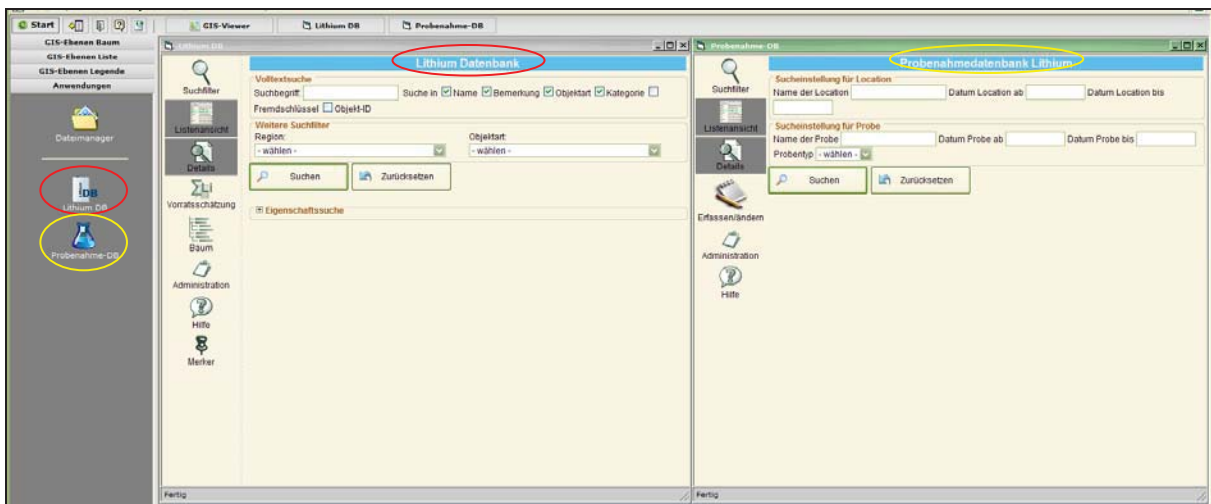 Start GIS-Viewer Lithium DB Probenahme-DB
GIS-Ebenen Baum
GIS-Ebenen Liste
GIS-Ebenen Legende
Anwendungen
Dateimanager
Lithium DB
Probenahme-DB
Lithium DB
Lithium Datenbank
Suchfilter
Listenansicht
Details
Vorratsschätzung
Baum
Administration
Hilfe
Merker
Volltextsuche
Suchbegriff Suche in Name Bemerkung Objektart Kategorie
Fremdschlüssel Objekt-ID
Weitere Suchfilter
Region: Objektart:
- wählen - - wählen -
Suchen Zurücksetzen
Eigenschaftssuche
Fertig
Probenahme-DB
Probenahmedatenbank Lithium
Suchfilter
Listenansicht
Details
Erfassen/ändern
Administration
Hilfe
Sucheinstellung für Location
Name der Location Datum Location ab Datum Location bis
Sucheinstellung für Probe
Name der Probe Datum Probe ab Datum Probe bis
Probentyp - wählen -
Suchen Zurücksetzen
Fertig